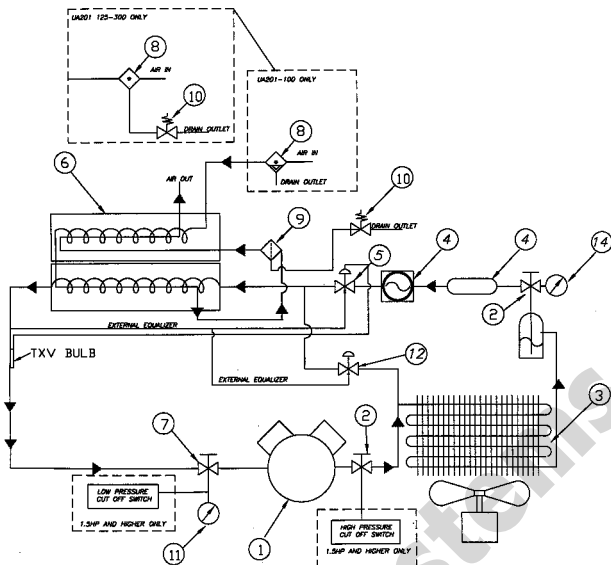 UA201 125-300 ONLY
8
AIR IN
10
DRAIN OUTLET
UA201-100 ONLY
8
AIR IN
DRAIN OUTLET
6
AIR OUT
10
DRAIN OUTLET
9
5
4
4
14
2
EXTERNAL EQUALIZER
TXV BULB
12
EXTERNAL EQUALIZER
7
2
3
LOW PRESSURE
CUT OFF SWITCH
1.5HP AND HIGHER ONLY
11
1
HIGH PRESSURE
CUT OFF SWITCH
1.5HP AND HIGHER ONLY
stems